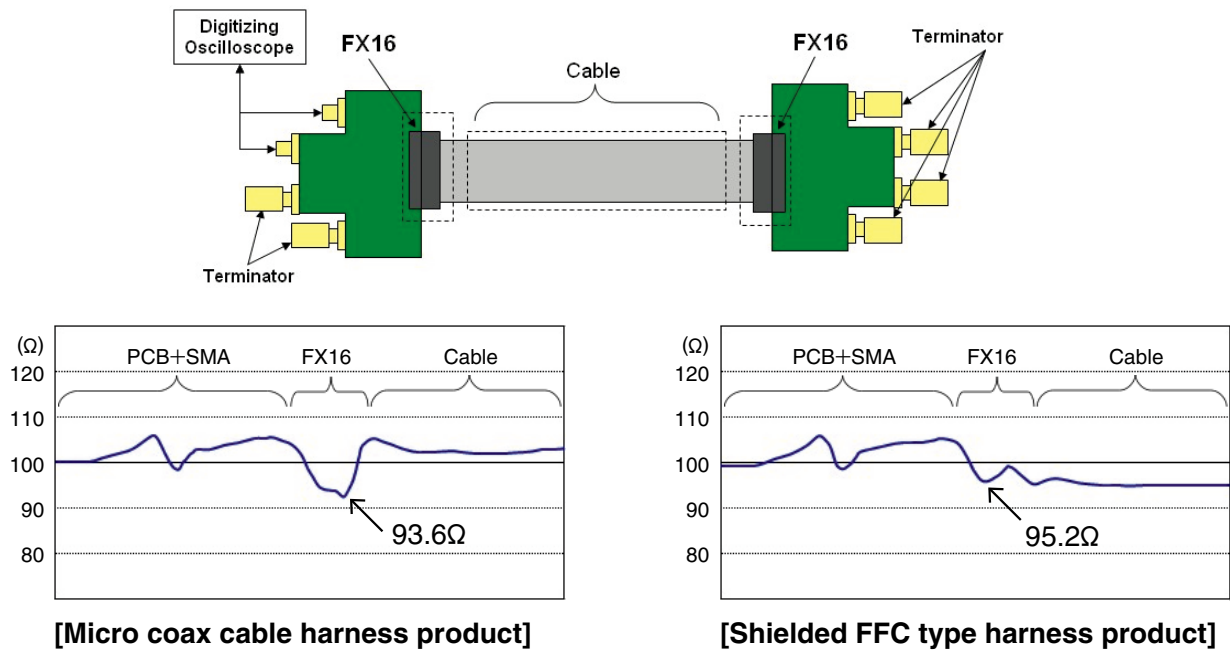 Digitizing
Oscilloscope
FX16
Cable
FX16
Terminator
Terminator
(Ω)
PCB+SMA
FX16
Cable
120
110
100
90
80
93.6Ω
[Micro coax cable harness product]
(Ω)
PCB+SMA
FX16
Cable
120
110
100
90
80
95.2Ω
[Shielded FFC type harness product]